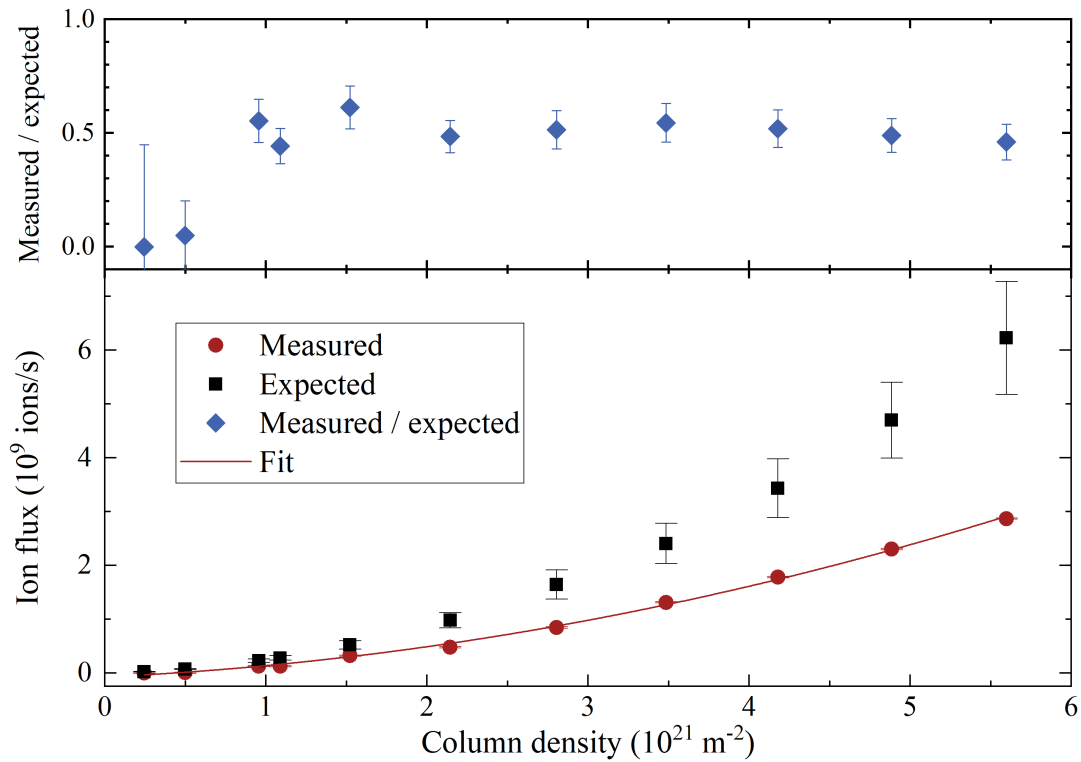 Measured / expected
1.0
0.5
0.0
Ion flux (10⁹ ions/s)
6
4
2
0
Measured
Expected
Measured / expected
Fit
0 1 2 3 4 5 6
Column density (10²¹ m⁻²)